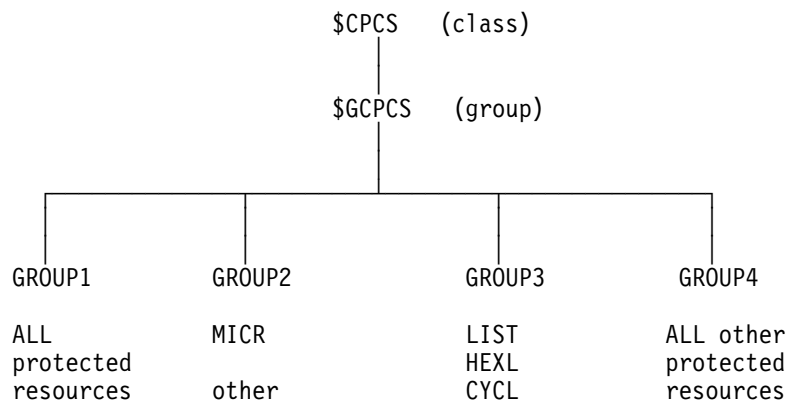 $CPCS (class)
$GCPCS (group)
GROUP1 GROUP2 GROUP3 GROUP4
ALL MICR LIST ALL other
protected HEXL protected
resources other CYCL resources